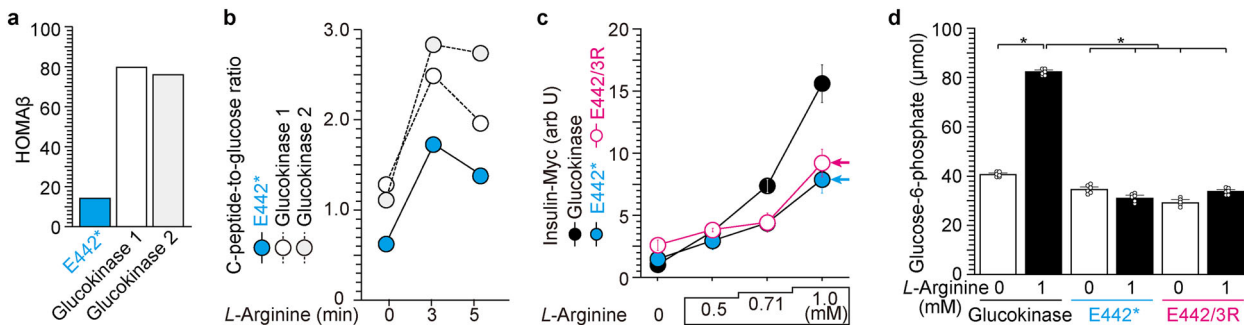 a
HOMAβ
100
80
60
40
20
0
E442*
Glucokinase 1
Glucokinase 2
b
C-peptide-to-glucose ratio
E442*
Glucokinase 1
Glucokinase 2
3.0
2.0
1.0
0
L-Arginine (min)
0
3
5
c
Insulin-Myc (arb U)
Glucokinase
E442*
E442/3R
20
15
10
5
0
L-Arginine
0
0.5
0.71
1.0
(mM)
d
Glucose-6-phosphate (µmol)
100
80
60
40
20
0
*
*
L-Arginine
(mM)
0 1 0 1 0 1
Glucokinase E442* E442/3R